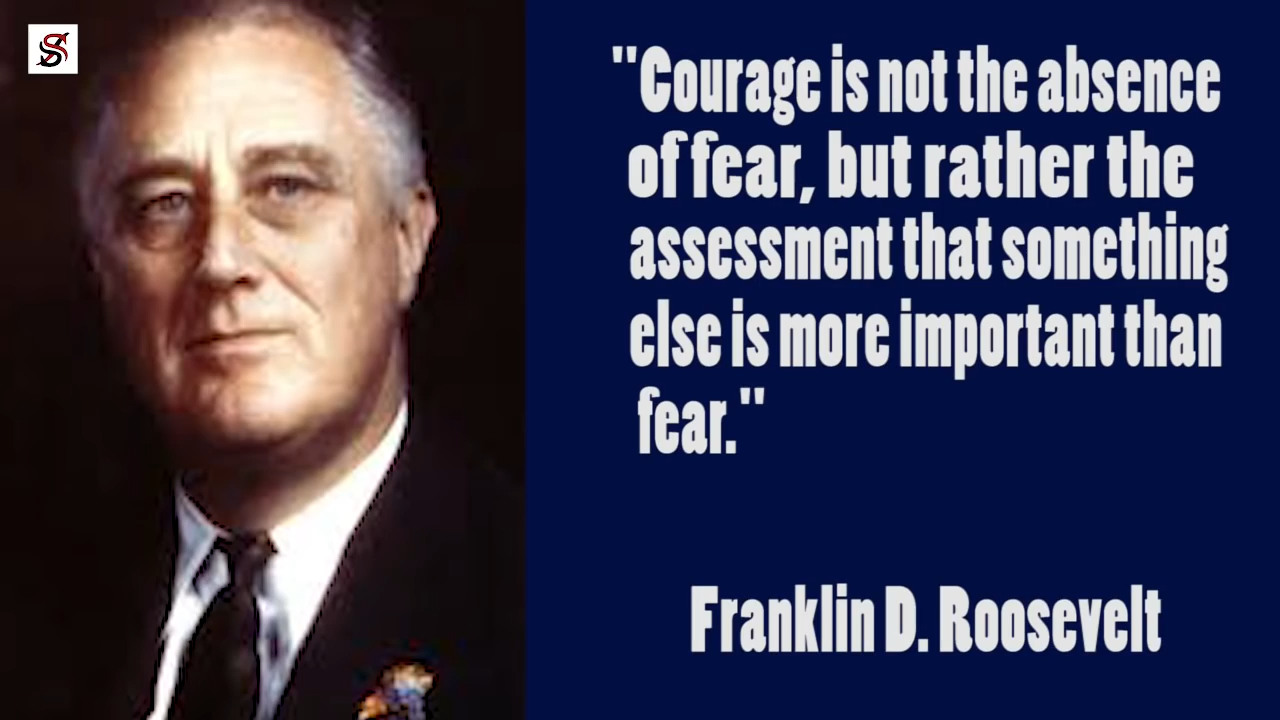 "Courage is not the absence
of fear, but rather the
assessment that something
else is more important than
fear."
Franklin D. Roosevelt